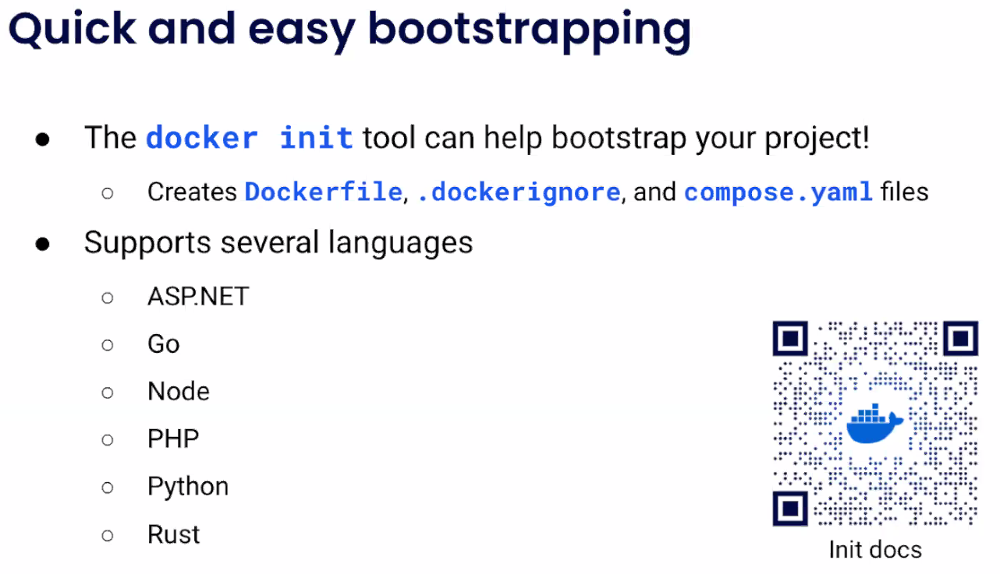 Quick and easy bootstrapping
● The docker init tool can help bootstrap your project!
○ Creates Dockerfile, .dockerignore, and compose.yaml files
● Supports several languages
○ ASP.NET
○ Go
○ Node
○ PHP
○ Python
○ Rust
Init docs